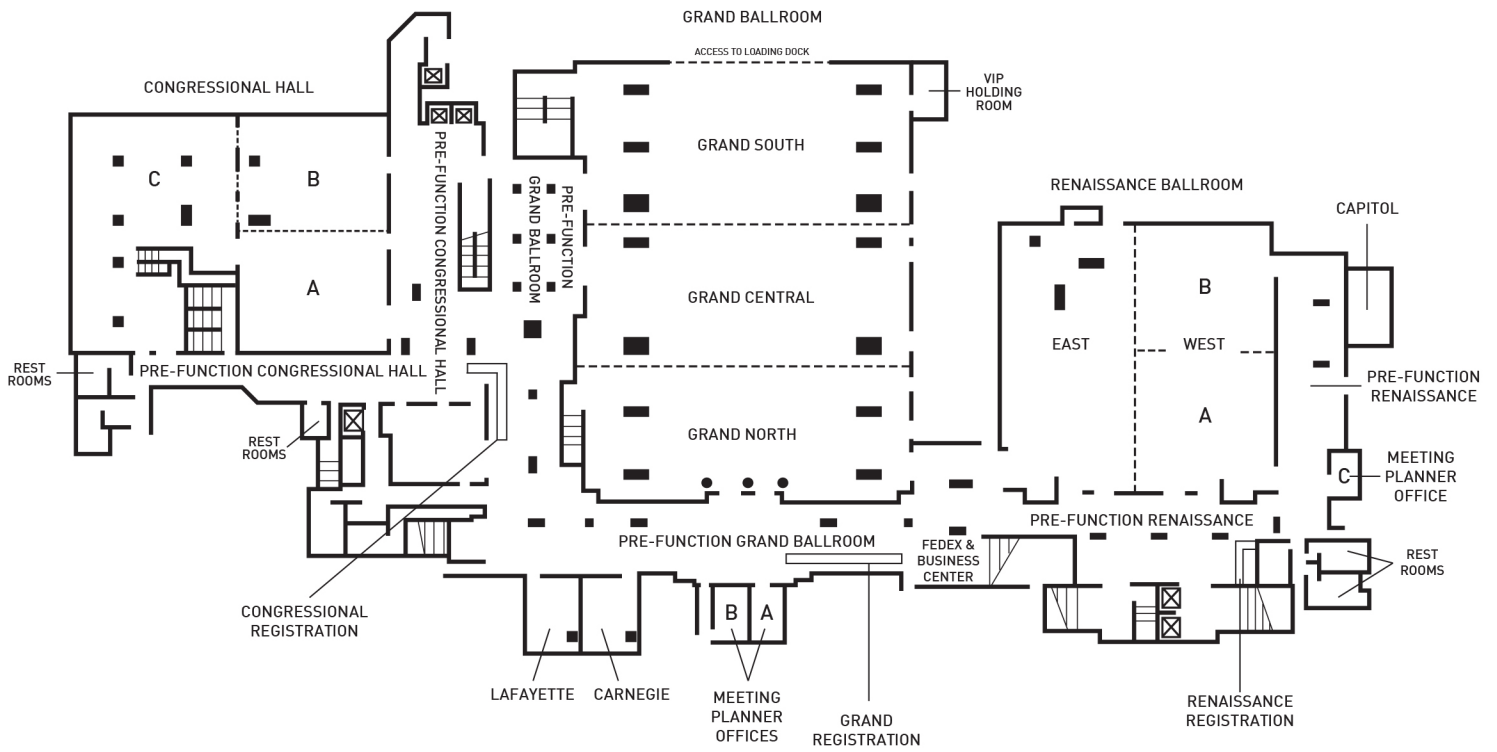 GRAND BALLROOM
ACCESS TO LOADING DOCK
CONGRESSIONAL HALL
VIP
HOLDING
ROOM
C
B
A
PRE-FUNCTION CONGRESSIONAL HALL
GRAND BALLROOM
PRE-FUNCTION
GRAND SOUTH
GRAND CENTRAL
GRAND NORTH
RENAISSANCE BALLROOM
CAPITOL
B
EAST
WEST
A
PRE-FUNCTION
RENAISSANCE
REST
ROOMS
PRE-FUNCTION CONGRESSIONAL HALL
REST
ROOMS
C
MEETING
PLANNER
OFFICE
PRE-FUNCTION RENAISSANCE
PRE-FUNCTION GRAND BALLROOM
FEDEX &
BUSINESS
CENTER
REST
ROOMS
CONGRESSIONAL
REGISTRATION
B
A
LAFAYETTE
CARNEGIE
MEETING
PLANNER
OFFICES
GRAND
REGISTRATION
RENAISSANCE
REGISTRATION